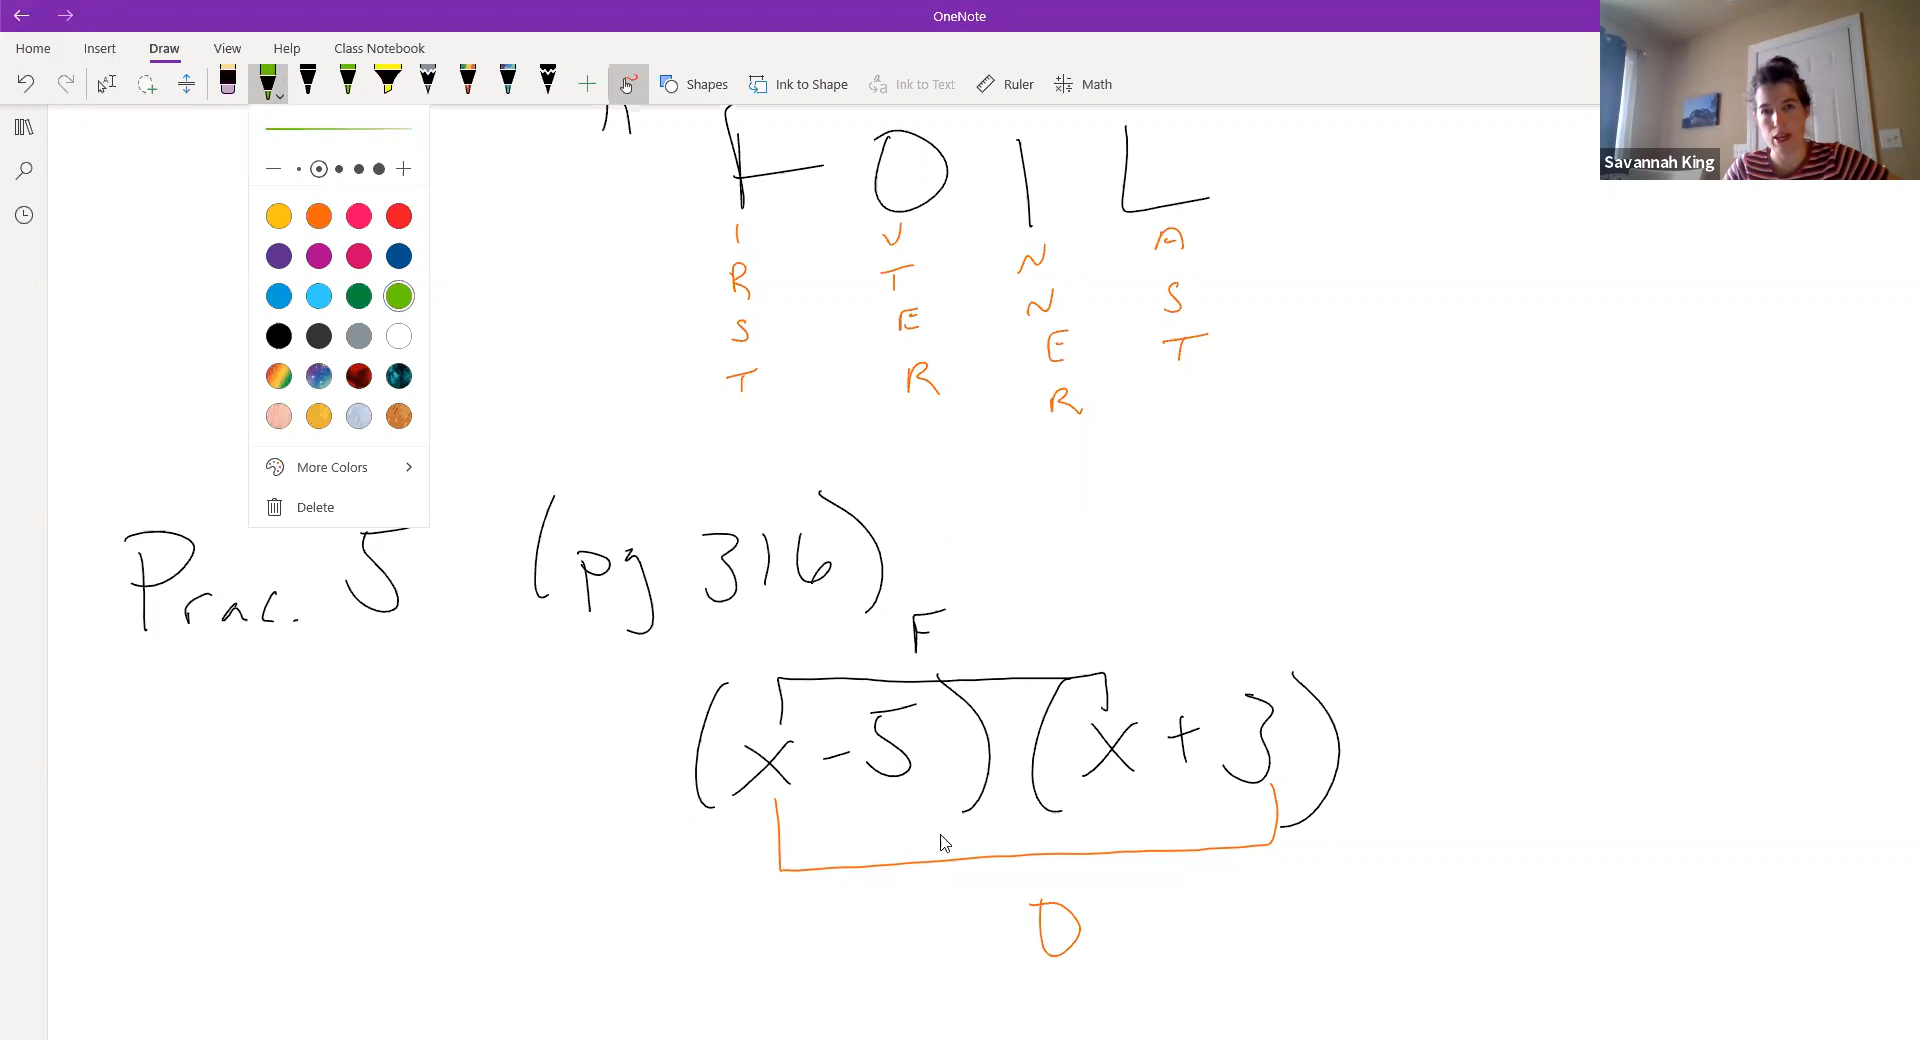 OneNote
Home Insert Draw View Help Class Notebook
Shapes Ink to Shape Ink to Text Ruler Math
Savannah King
F O I L
I U N A
R T N S
S E E T
T R R
More Colors
Delete
Prac. 5 (pg 316)
F
(x - 5) (x + 3)
O